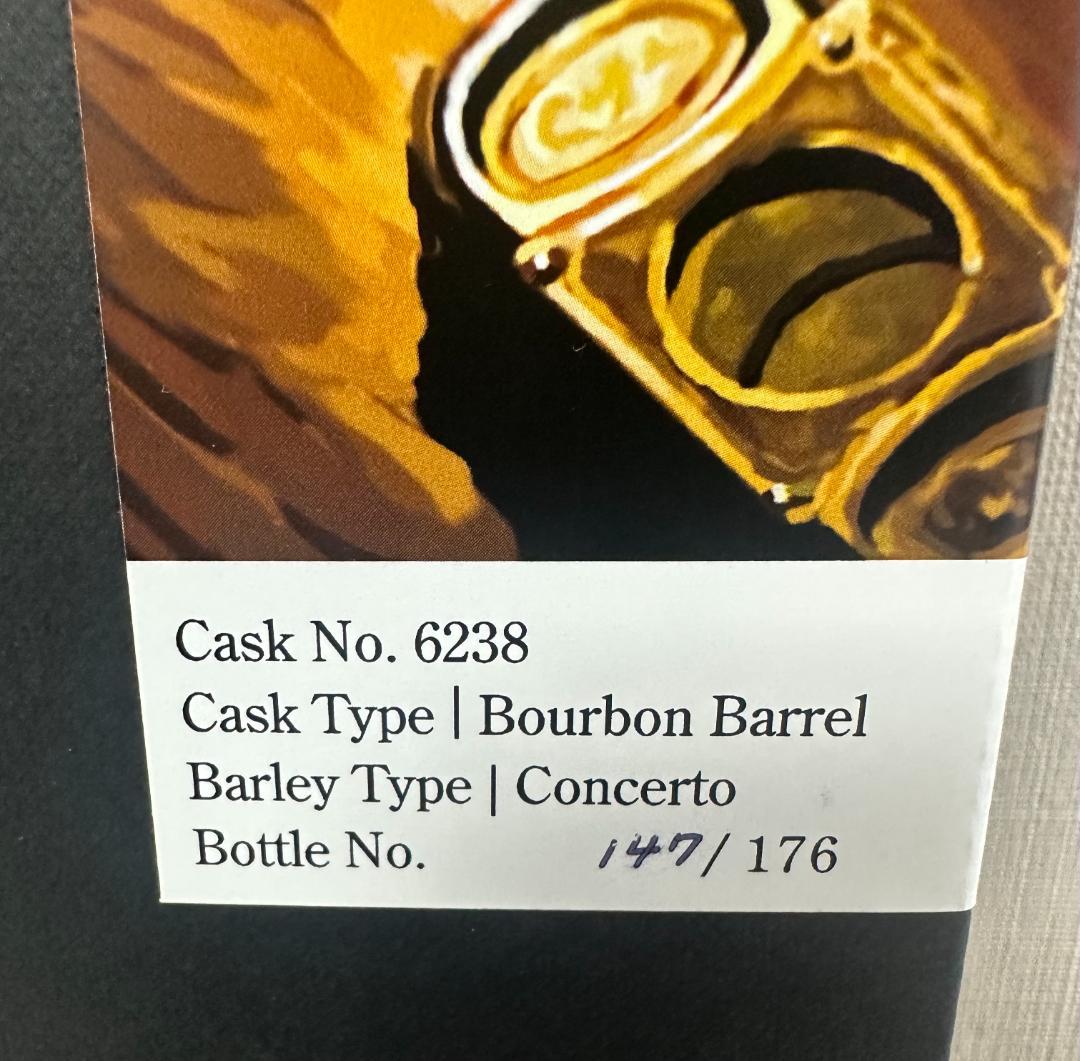 Cask No. 6238
Cask Type | Bourbon Barrel
Barley Type | Concerto
Bottle No. 147 / 176